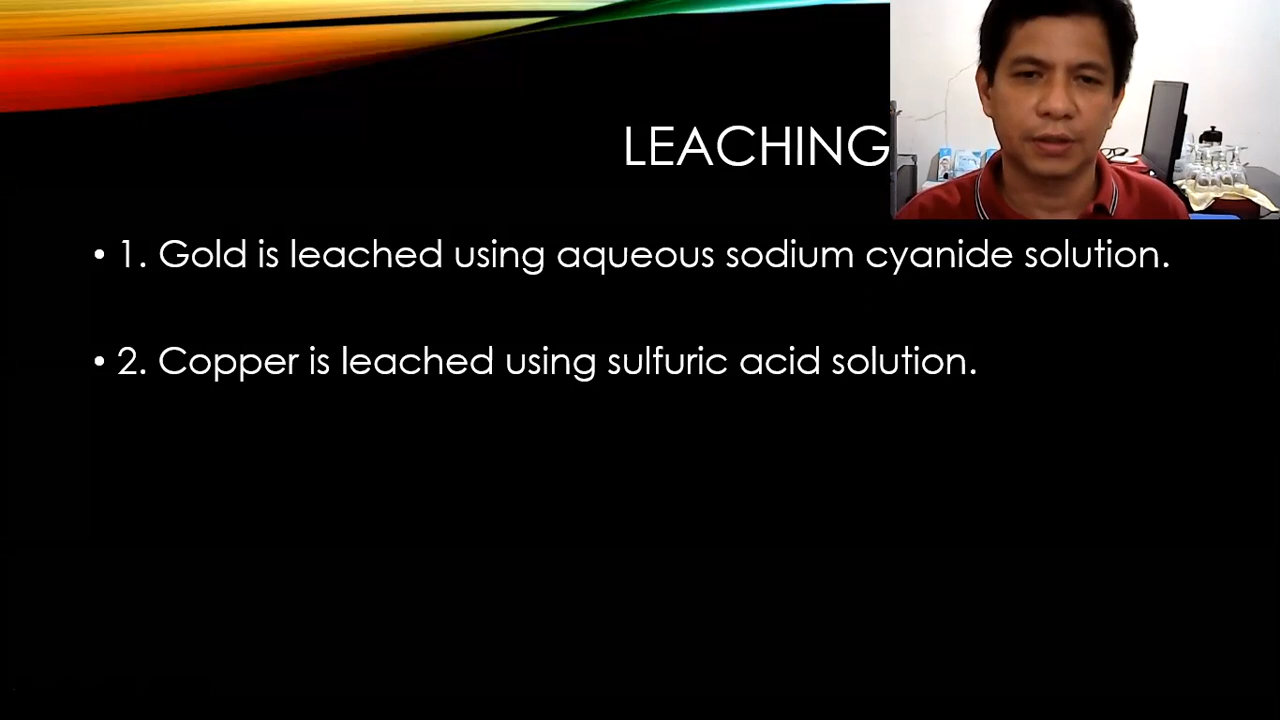 LEACHING
• 1. Gold is leached using aqueous sodium cyanide solution.
• 2. Copper is leached using sulfuric acid solution.